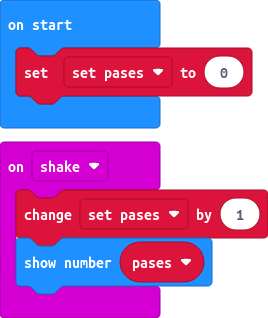 on start
set set pases to 0
on shake
change set pases by 1
show number pases